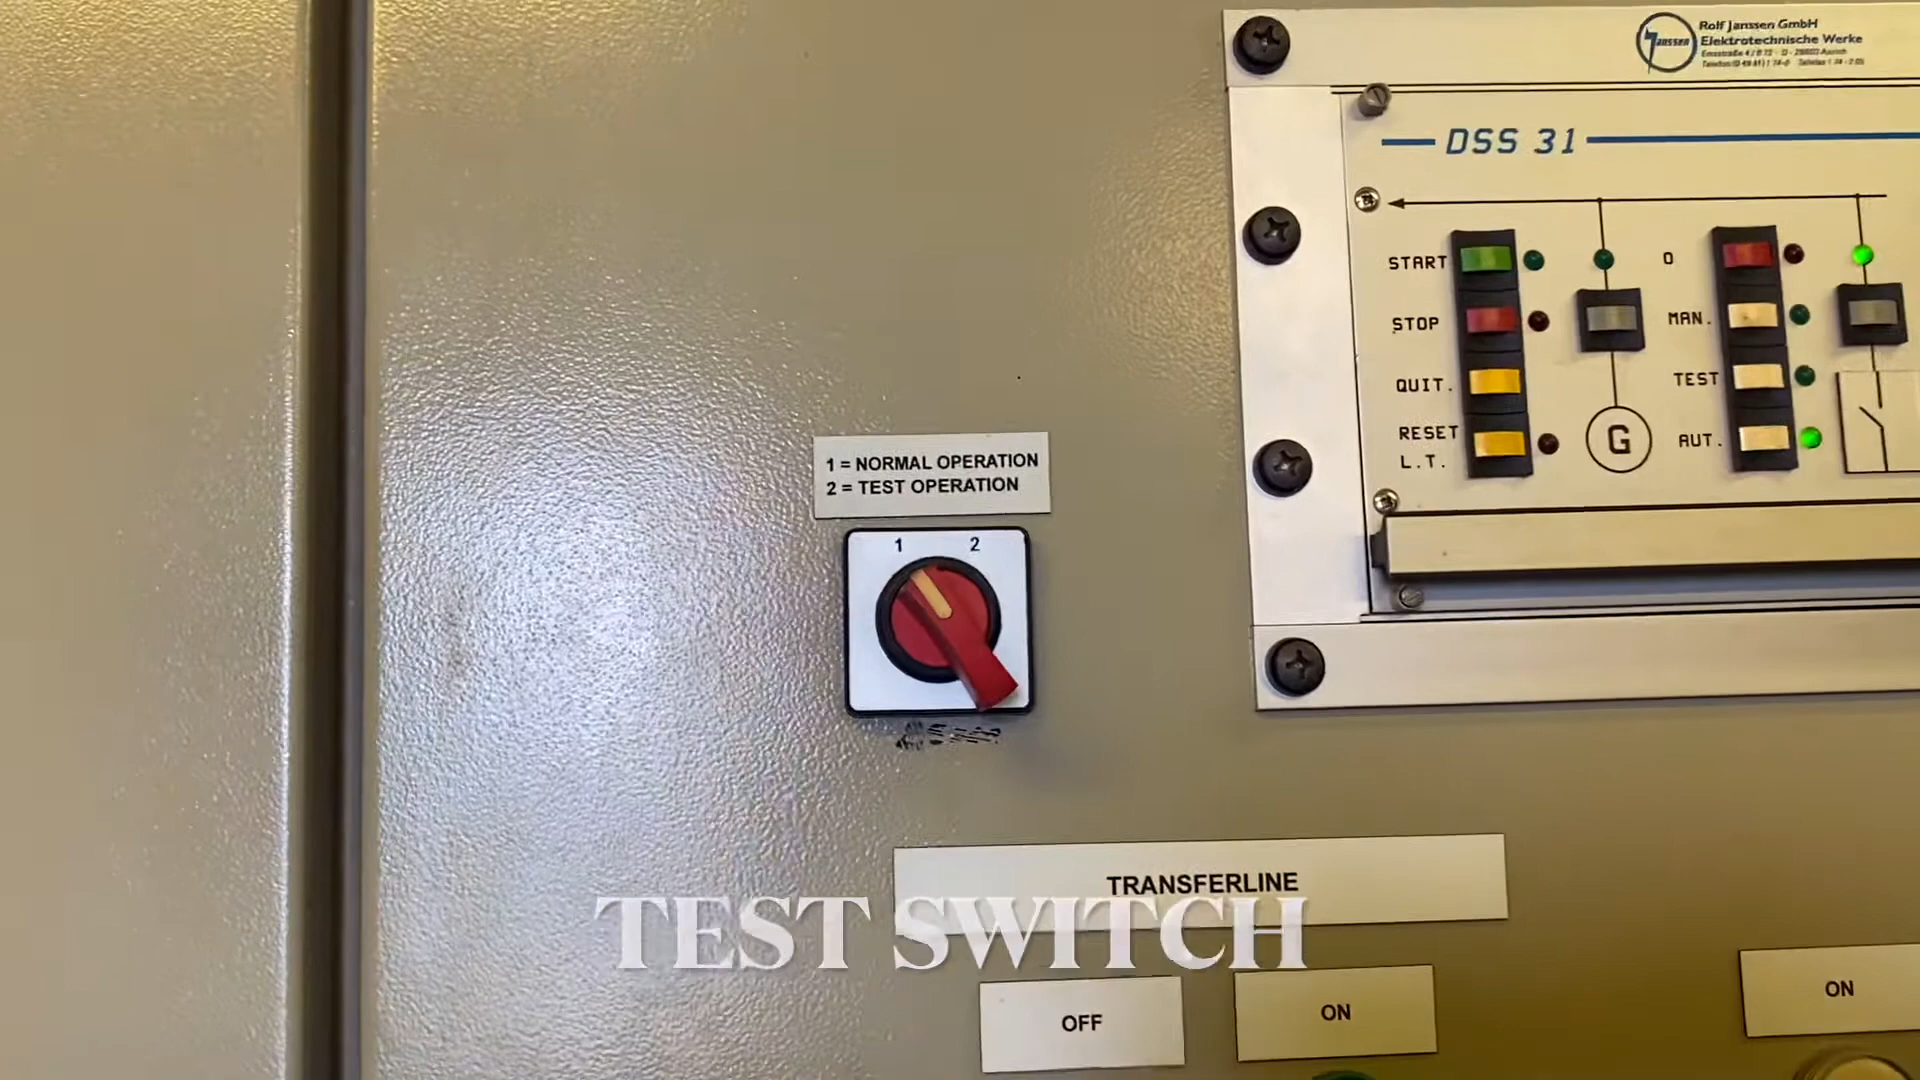 Rolf Janssen GmbH
Janssen
Elektrotechnische Werke
DSS 31
START
O
STOP
MAN.
QUIT.
TEST
RESET
L.T.
G
AUT.
1 = NORMAL OPERATION
2 = TEST OPERATION
1 2
TRANSFERLINE
TEST SWITCH
OFF
ON
ON